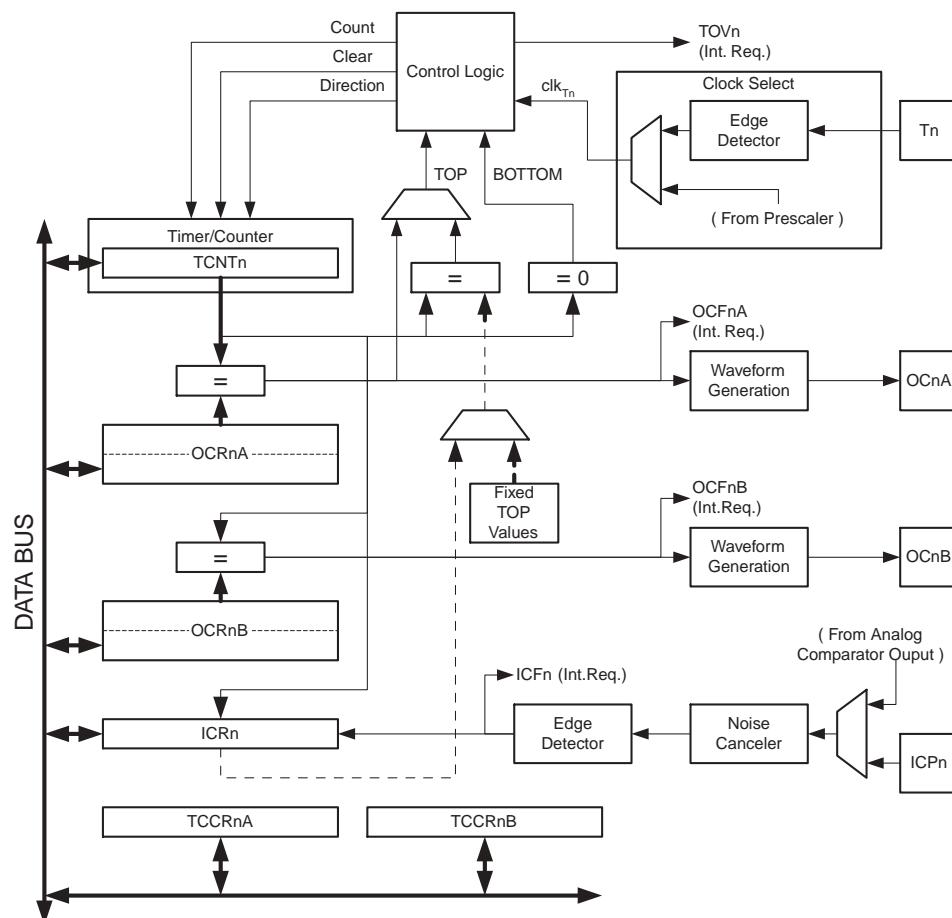 Count
Clear
Direction
Control Logic
TOVn
(Int. Req.)
clkTn
Clock Select
Edge
Detector
Tn
( From Prescaler )
TOP
BOTTOM
Timer/Counter
TCNTn
=
= 0
OCFnA
(Int. Req.)
=
Waveform
Generation
OCnA
OCRnA
Fixed
TOP
Values
OCFnB
(Int.Req.)
=
Waveform
Generation
OCnB
OCRnB
DATA BUS
( From Analog
Comparator Ouput )
ICFn (Int.Req.)
ICRn
Edge
Detector
Noise
Canceler
ICPn
TCCRnA
TCCRnB